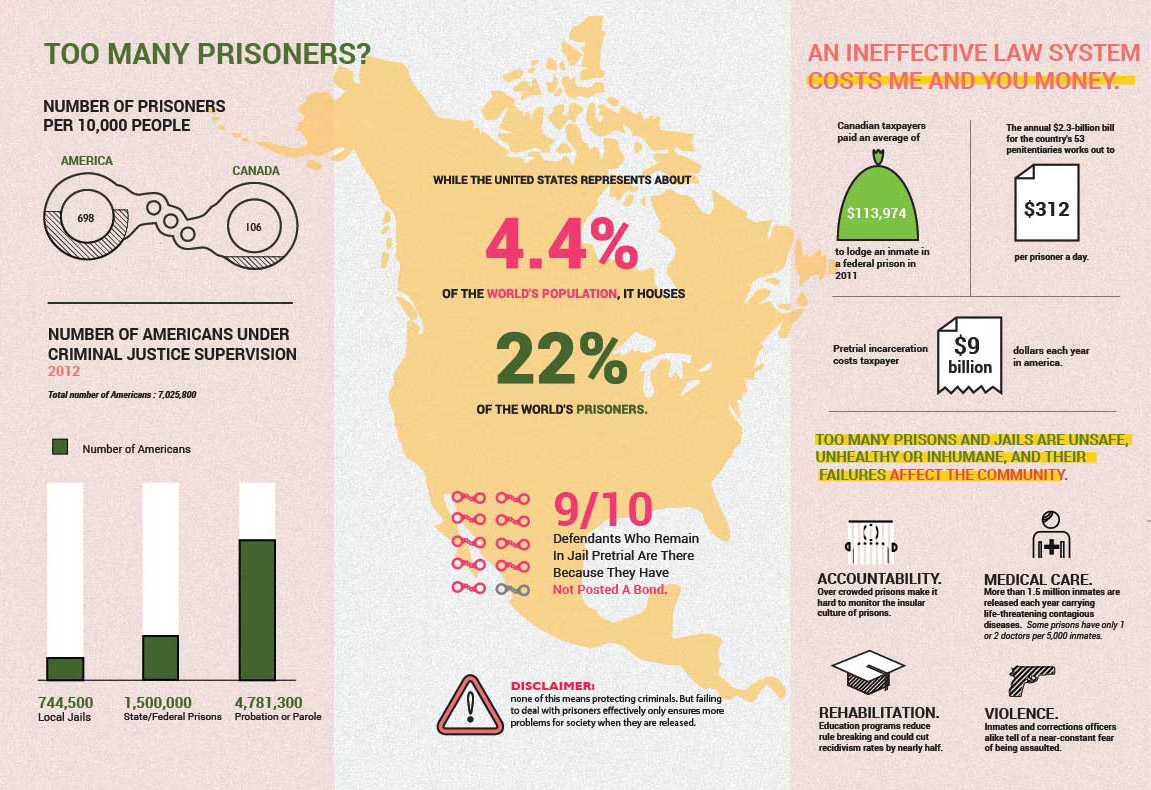 TOO MANY PRISONERS?
NUMBER OF PRISONERS
PER 10,000 PEOPLE
AMERICA
CANADA
698
106
NUMBER OF AMERICANS UNDER
CRIMINAL JUSTICE SUPERVISION
2012
Total number of Americans : 7,025,800
Number of Americans
744,500
Local Jails
1,500,000
State/Federal Prisons
4,781,300
Probation or Parole
WHILE THE UNITED STATES REPRESENTS ABOUT
4.4%
OF THE WORLD'S POPULATION, IT HOUSES
22%
OF THE WORLD'S PRISONERS.
9/10
Defendants Who Remain
In Jail Pretrial Are There
Because They Have
Not Posted A Bond.
DISCLAIMER:
none of this means protecting criminals. But failing
to deal with prisoners effectively only ensures more
problems for society when they are released.
AN INEFFECTIVE LAW SYSTEM
COSTS ME AND YOU MONEY.
Canadian taxpayers
paid an average of
$113,974
to lodge an inmate in
a federal prison in
2011
The annual $2.3-billion bill
for the country's 53
penitentiaries works out to
$312
per prisoner a day.
Pretrial incarceration
costs taxpayer
$9
billion
dollars each year
in america.
TOO MANY PRISONS AND JAILS ARE UNSAFE,
UNHEALTHY OR INHUMANE, AND THEIR
FAILURES AFFECT THE COMMUNITY.
ACCOUNTABILITY.
Over crowded prisons make it
hard to monitor the insular
culture of prisons.
MEDICAL CARE.
More than 1.5 million inmates are
released each year carrying
life-threatening contagious
diseases. Some prisons have only 1
or 2 doctors per 5,000 inmates.
REHABILITATION.
Education programs reduce
rule breaking and could cut
recidivism rates by nearly half.
VIOLENCE.
Inmates and corrections officers
alike tell of a near-constant fear
of being assaulted.